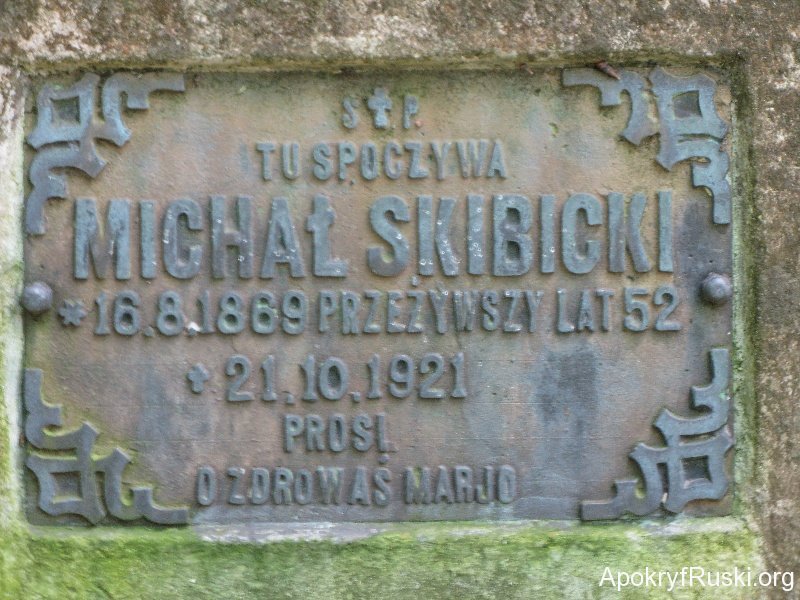 Ś † P.
TU SPOCZYWA
MICHAŁ SKIBICKI
* 16.8.1869 PRZEŻYWSZY LAT 52
† 21.10.1921
PROSI
O ZDROWAŚ MARJO
ApokryfRuski.org